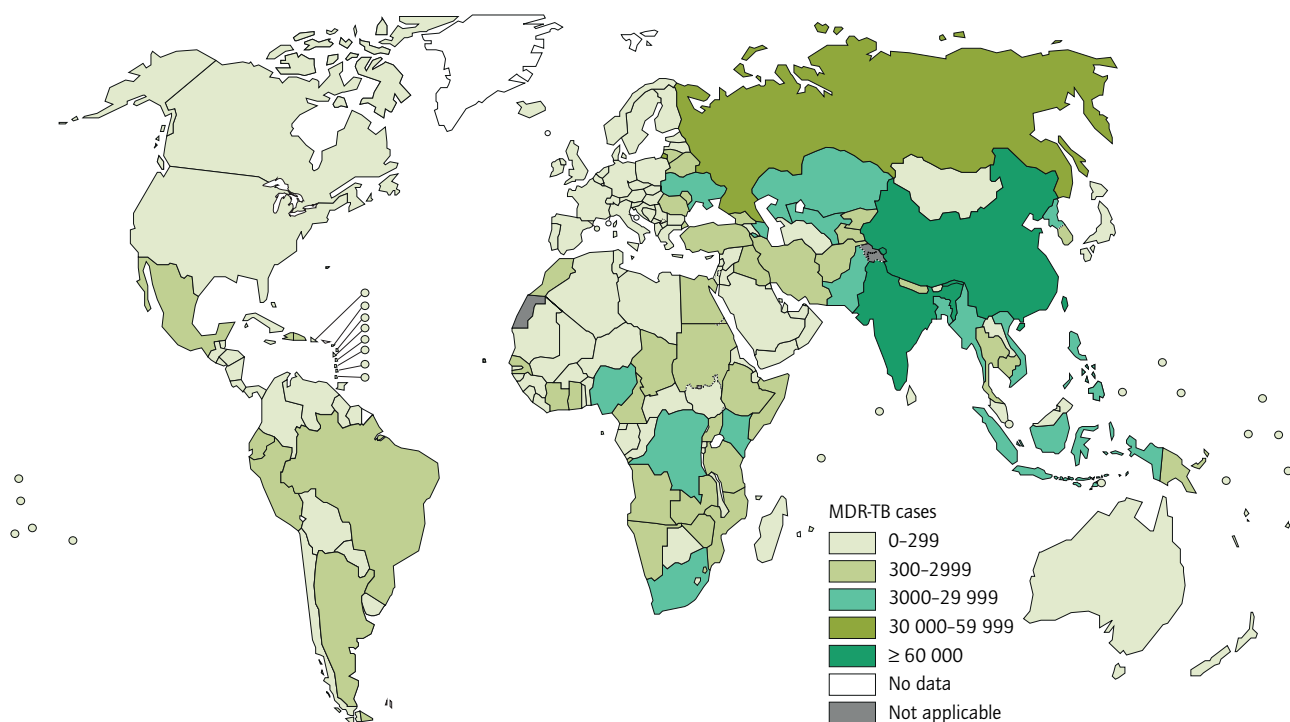 MDR-TB cases
0–299
300–2999
3000–29 999
30 000–59 999
≥ 60 000
No data
Not applicable